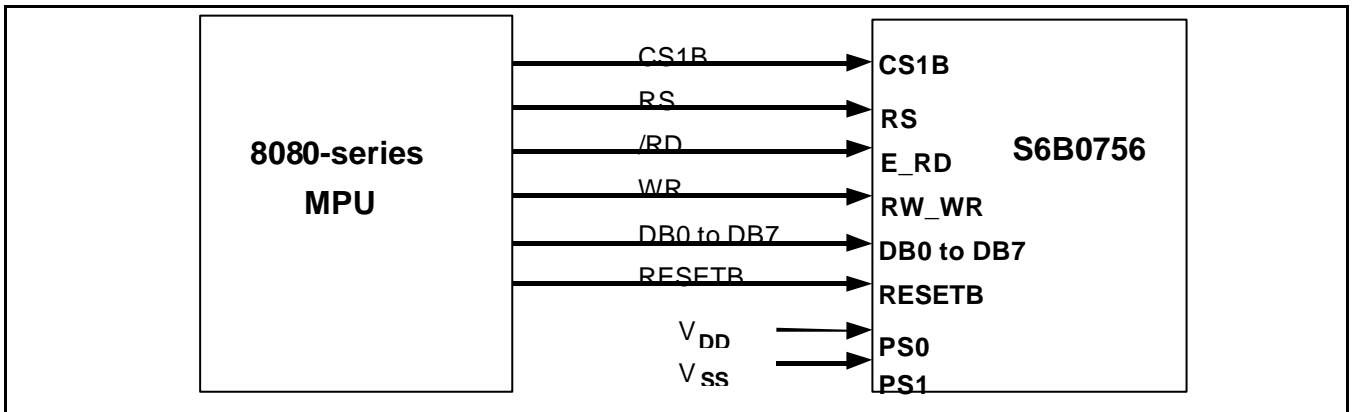 8080-series
MPU
CS1B
RS
/RD
WR
DB0 to DB7
RESETB
VDD
VSS
CS1B
RS
E_RD
RW_WR
DB0 to DB7
RESETB
PS0
PS1
S6B0756